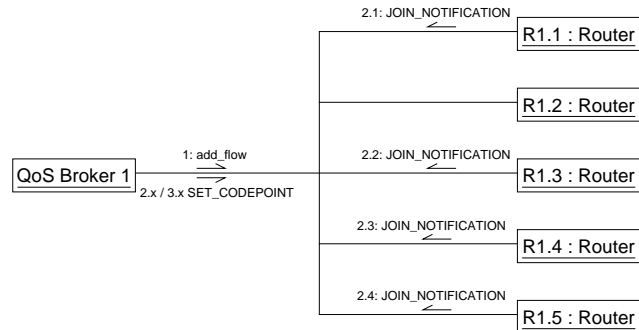 2.1: JOIN_NOTIFICATION
R1.1 : Router
R1.2 : Router
1: add_flow
2.2: JOIN_NOTIFICATION
QoS Broker 1
R1.3 : Router
2.x / 3.x SET_CODEPOINT
2.3: JOIN_NOTIFICATION
R1.4 : Router
2.4: JOIN_NOTIFICATION
R1.5 : Router